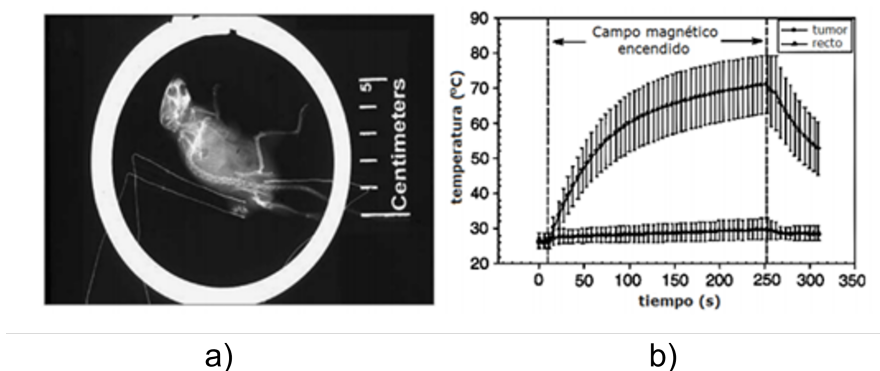 5
Centimeters
90
80
70
60
50
40
30
20
temperatura (ºC)
Campo magnético
encendido
tumor
recto
0 50 100 150 200 250 300 350
tiempo (s)
a) b)